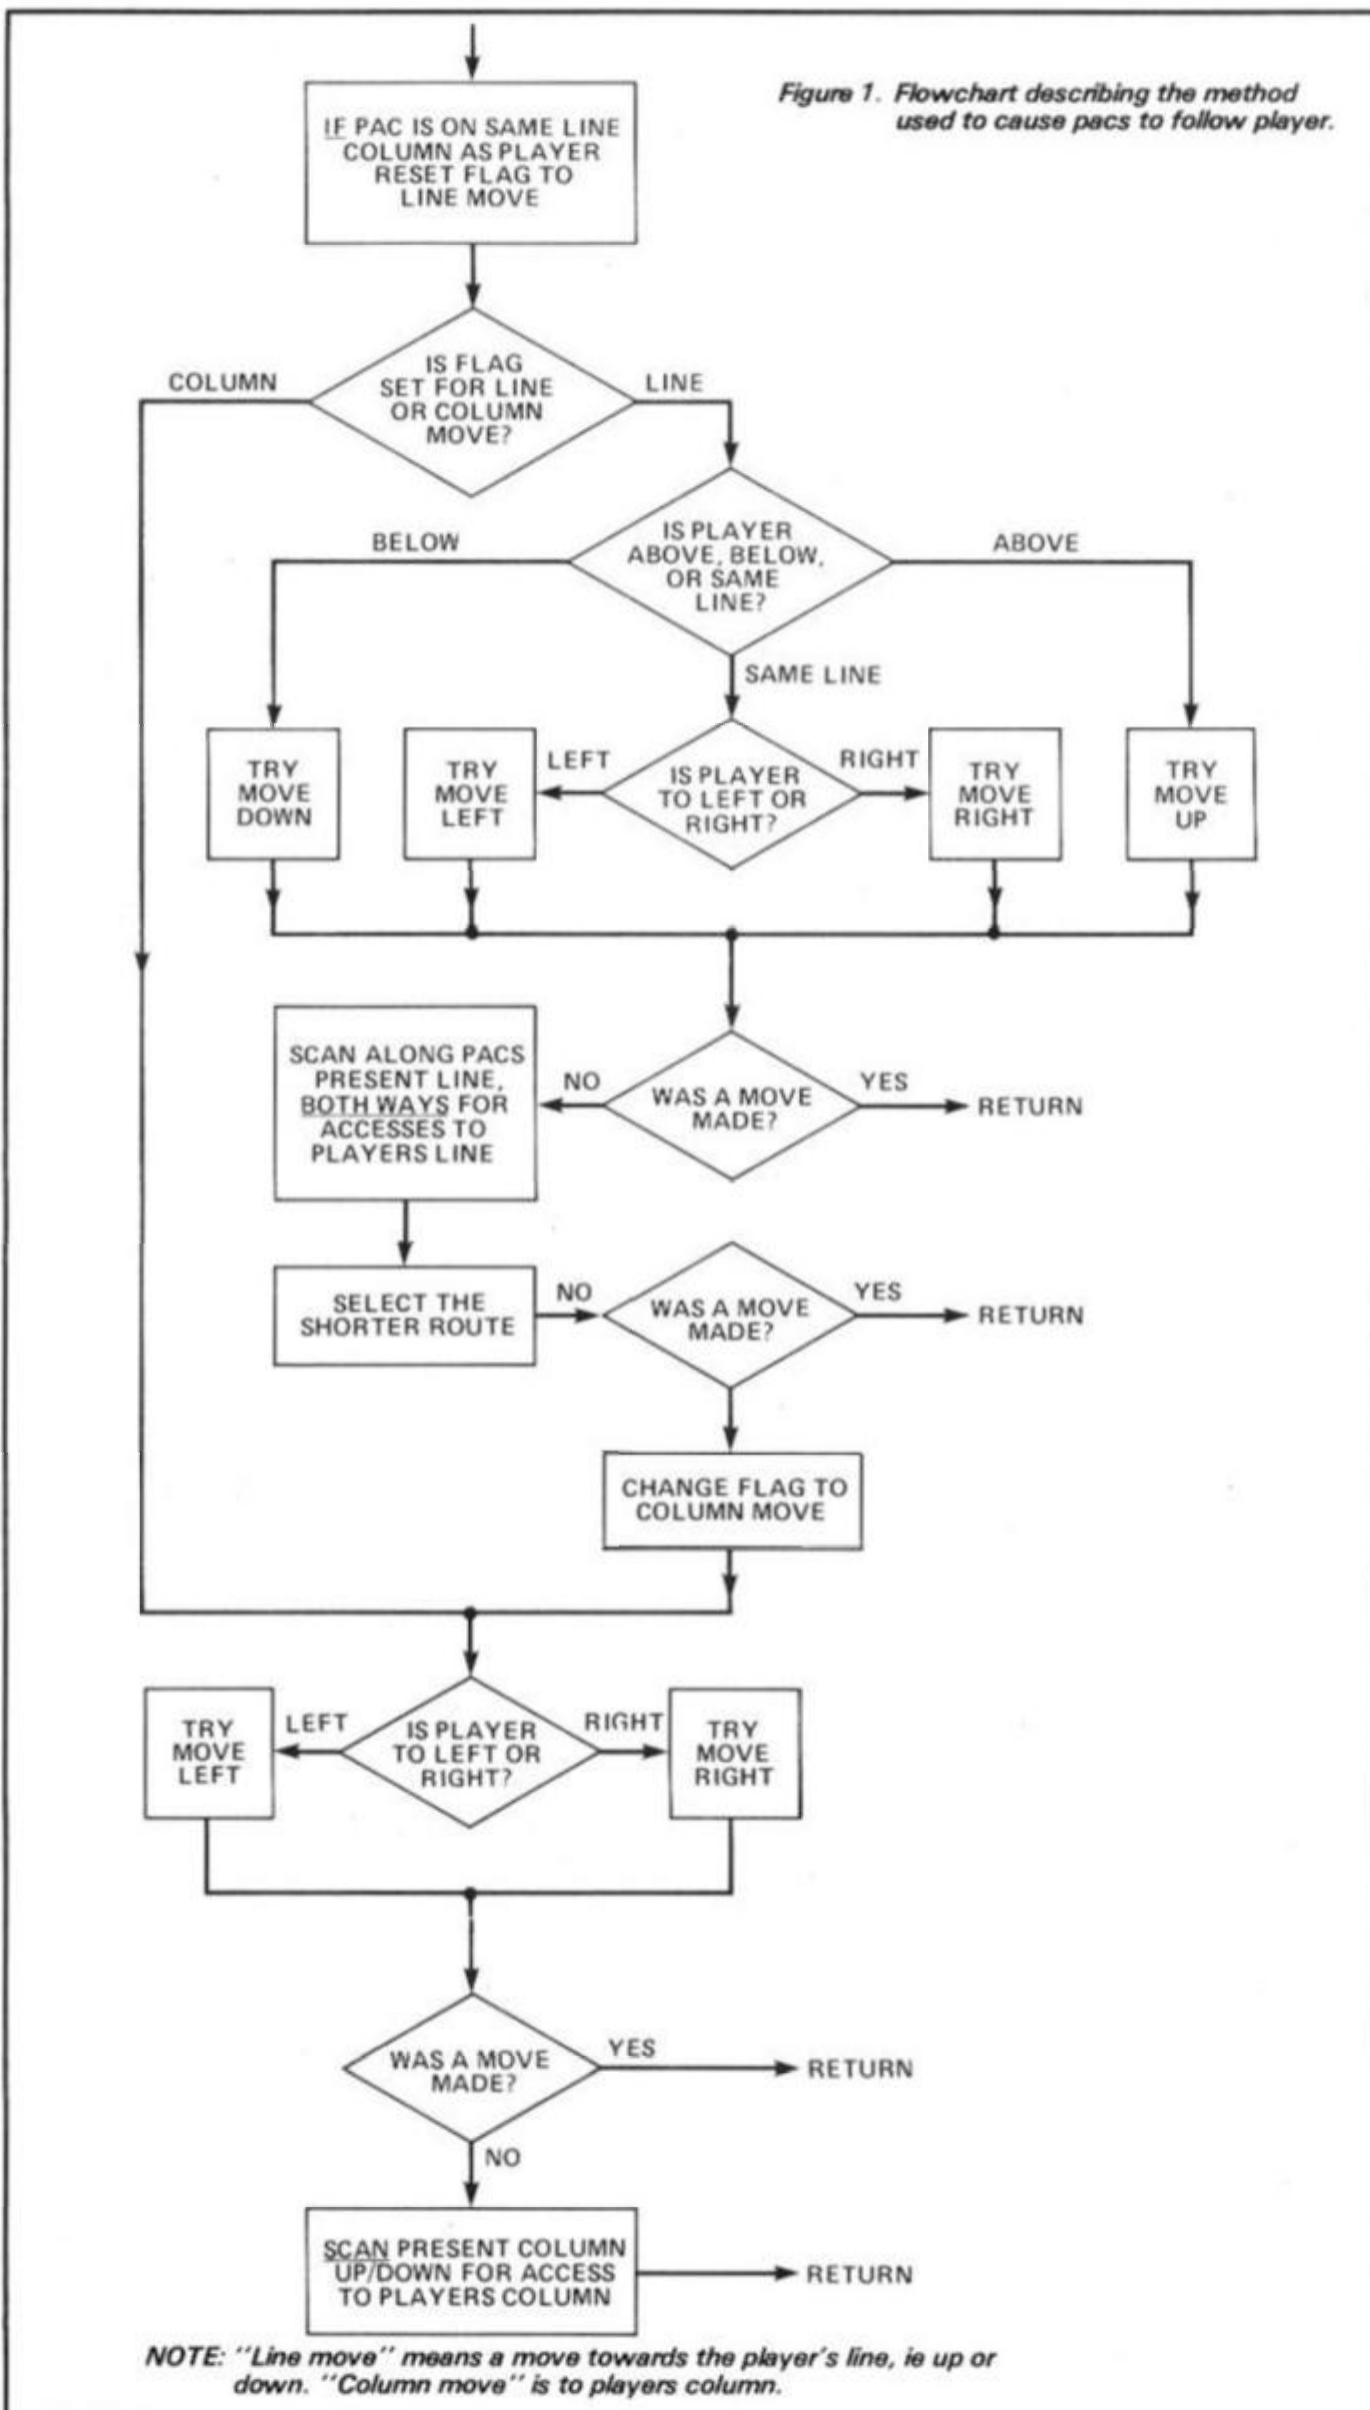 Figure 1. Flowchart describing the method
used to cause pacs to follow player.
IF PAC IS ON SAME LINE
COLUMN AS PLAYER
RESET FLAG TO
LINE MOVE
IS FLAG
SET FOR LINE
OR COLUMN
MOVE?
COLUMN
LINE
IS PLAYER
ABOVE, BELOW,
OR SAME
LINE?
BELOW
ABOVE
SAME LINE
TRY
MOVE
DOWN
TRY
MOVE
LEFT
LEFT
IS PLAYER
TO LEFT OR
RIGHT?
RIGHT
TRY
MOVE
RIGHT
TRY
MOVE
UP
SCAN ALONG PACS
PRESENT LINE,
BOTH WAYS FOR
ACCESSES TO
PLAYERS LINE
NO
WAS A MOVE
MADE?
YES
RETURN
SELECT THE
SHORTER ROUTE
NO
WAS A MOVE
MADE?
YES
RETURN
CHANGE FLAG TO
COLUMN MOVE
TRY
MOVE
LEFT
LEFT
IS PLAYER
TO LEFT OR
RIGHT?
RIGHT
TRY
MOVE
RIGHT
WAS A MOVE
MADE?
YES
RETURN
NO
SCAN PRESENT COLUMN
UP/DOWN FOR ACCESS
TO PLAYERS COLUMN
RETURN
NOTE: "Line move" means a move towards the player's line, ie up or
down. "Column move" is to players column.